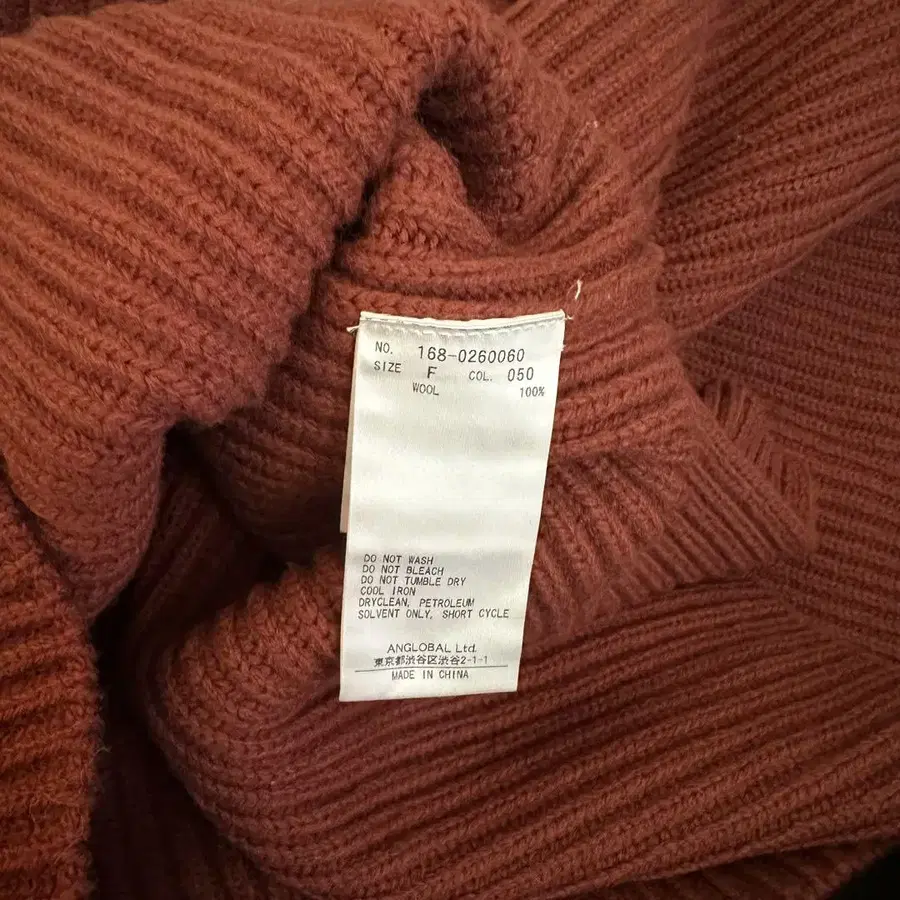 NO. 168-0260060
SIZE F COL. 050
WOOL 100%
DO NOT WASH
DO NOT BLEACH
DO NOT TUMBLE DRY
COOL IRON
DRYCLEAN, PETROLEUM
SOLVENT ONLY, SHORT CYCLE
ANGLOBAL Ltd.
東京都渋谷区渋谷2-1-1
MADE IN CHINA